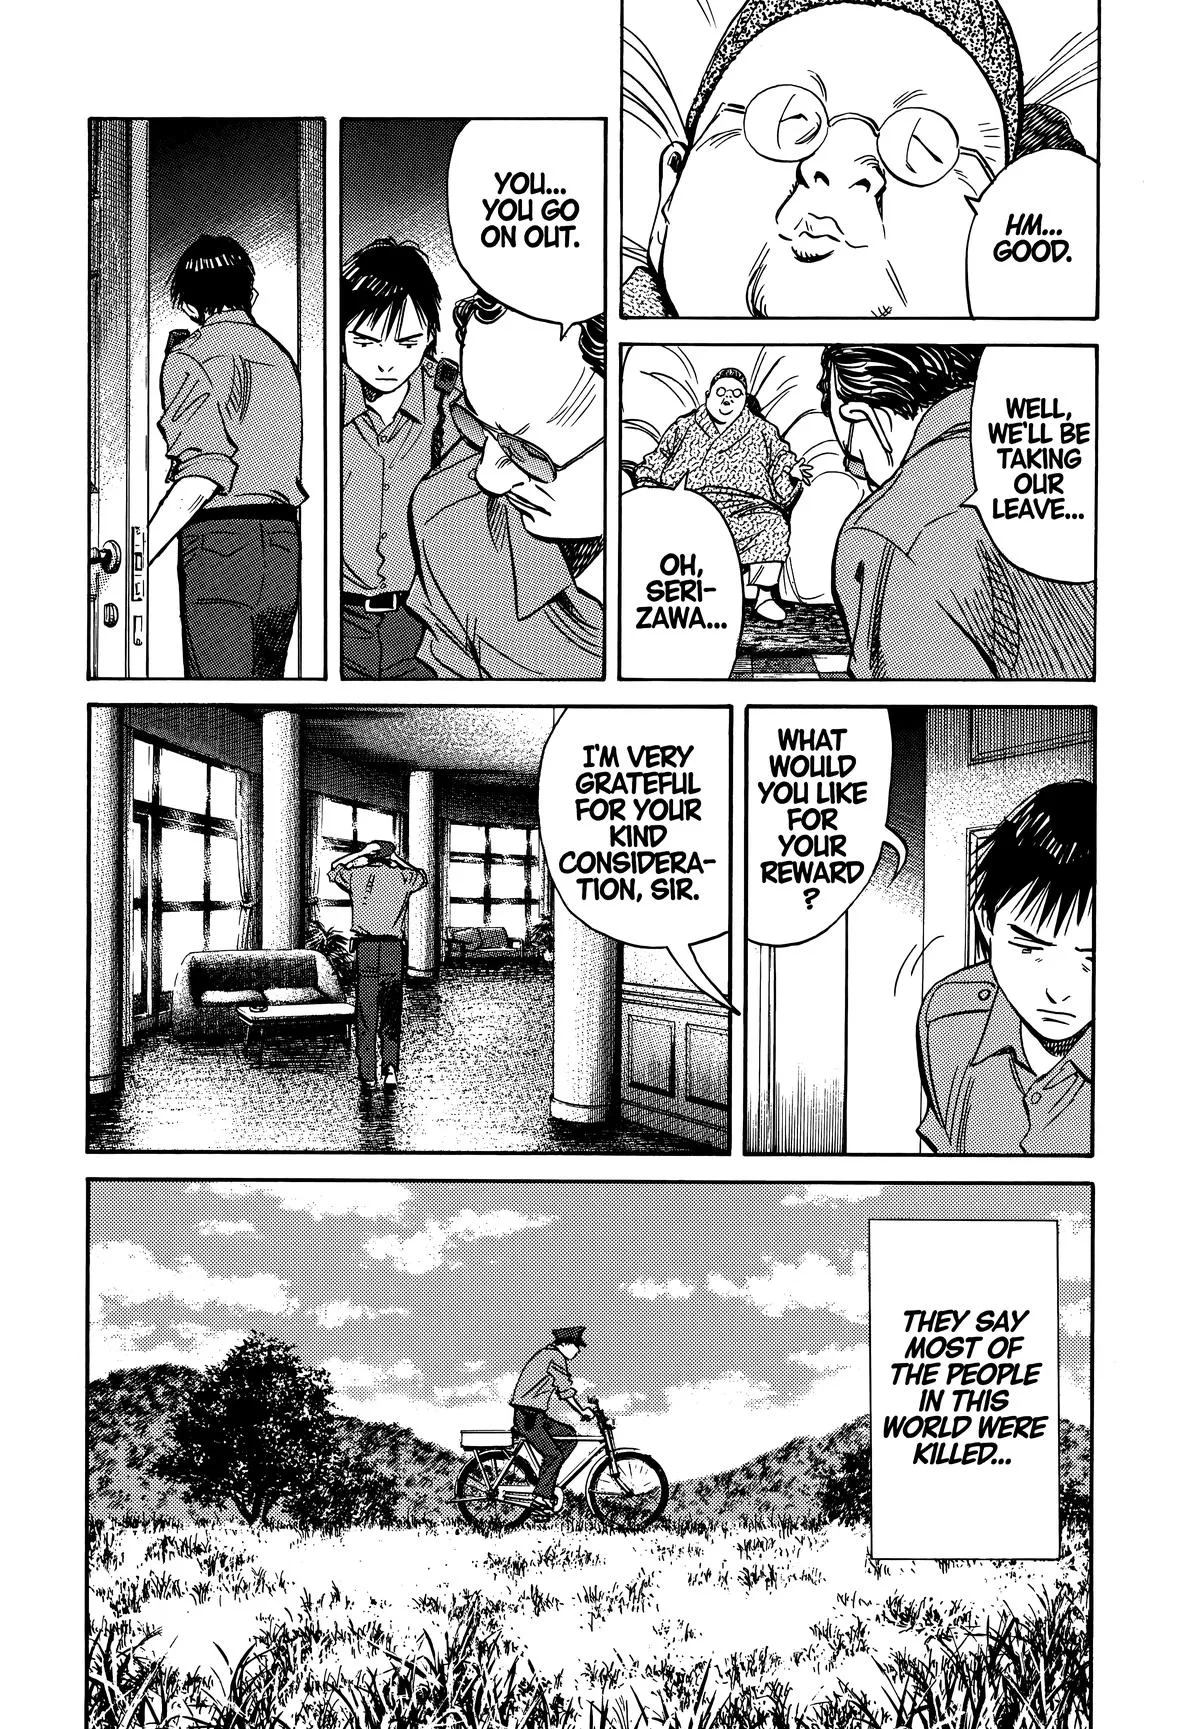 HM...
GOOD.
WELL,
WE'LL BE
TAKING
OUR
LEAVE...
OH,
SERI-
ZAWA...
YOU...
YOU GO
ON OUT.
WHAT
WOULD
YOU LIKE
FOR
YOUR
REWARD
?
I'M VERY
GRATEFUL
FOR YOUR
KIND
CONSIDERA-
TION, SIR.
THEY SAY
MOST OF
THE PEOPLE
IN THIS
WORLD WERE
KILLED...